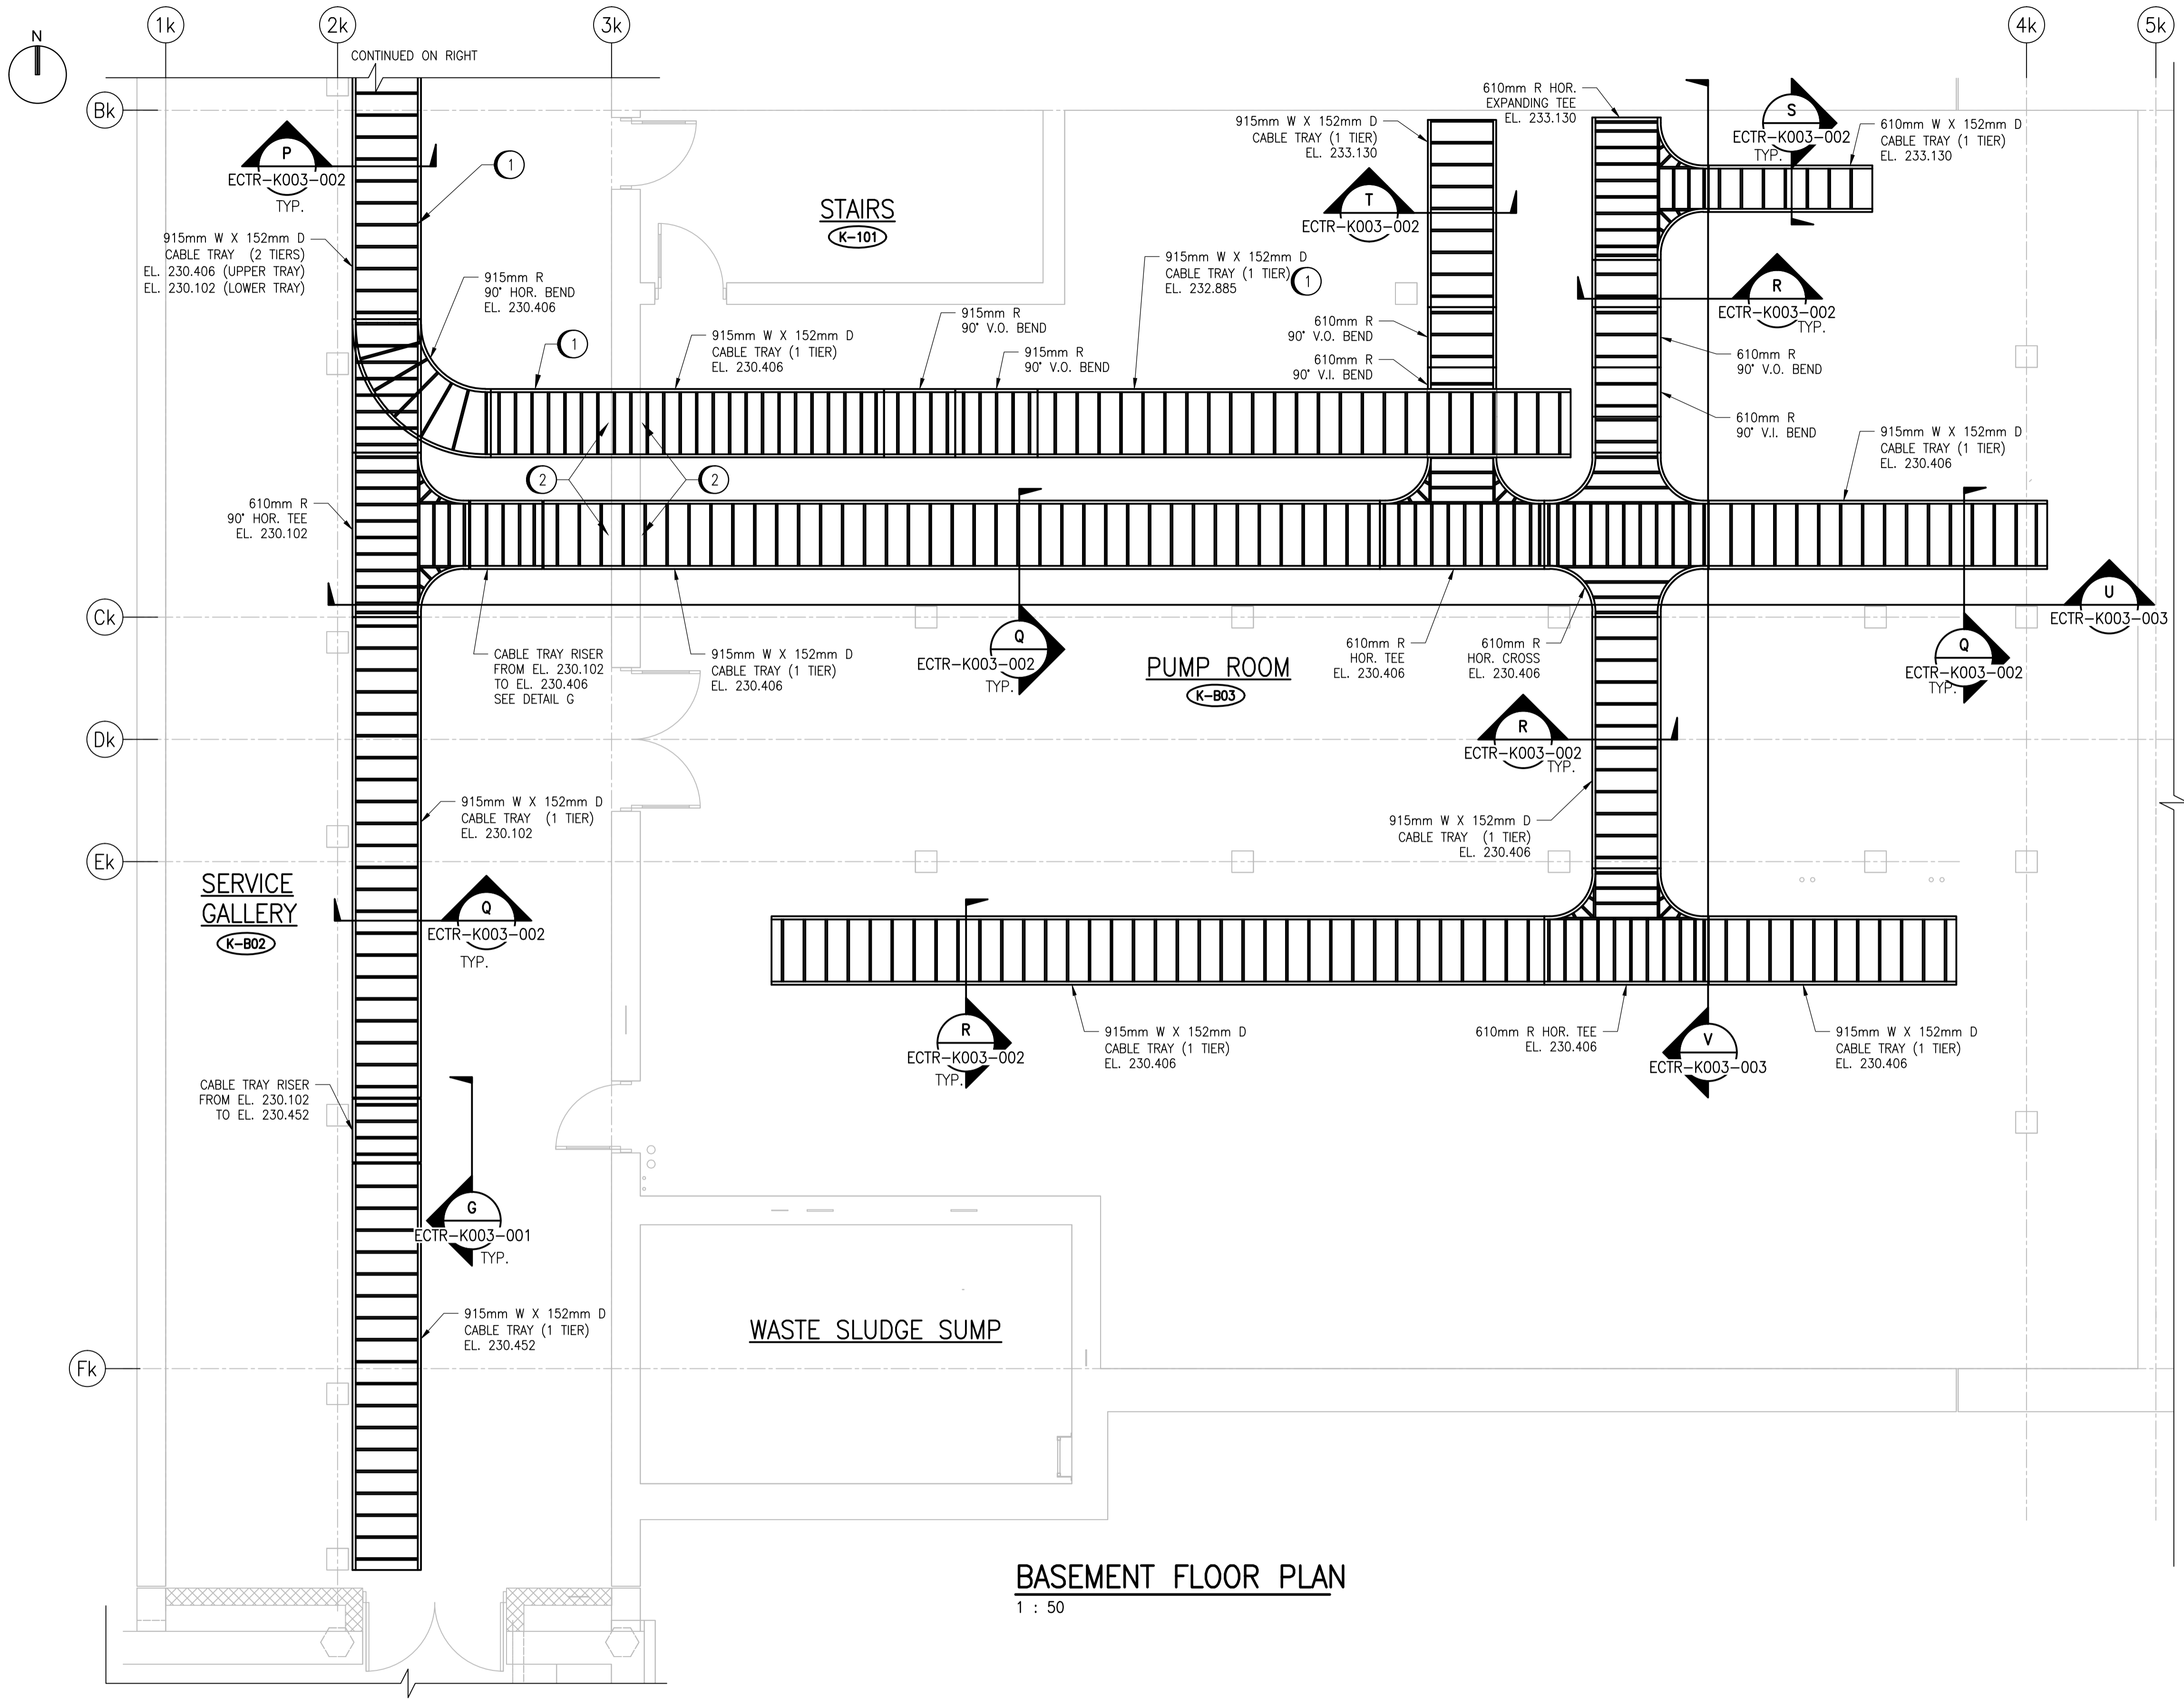 1k
2k
3k
4k
5k
N
CONTINUED ON RIGHT
Bk
P
ECTR-K003-002
TYP.
1
915mm W X 152mm D
CABLE TRAY (2 TIERS)
EL. 230.406 (UPPER TRAY)
EL. 230.102 (LOWER TRAY)
915mm R
90° HOR. BEND
EL. 230.406
1
STAIRS
K-101
915mm W X 152mm D
CABLE TRAY (1 TIER)
EL. 230.406
915mm R
90° V.O. BEND
915mm R
90° V.O. BEND
915mm W X 152mm D
CABLE TRAY (1 TIER)
EL. 232.885
1
915mm W X 152mm D
CABLE TRAY (1 TIER)
EL. 233.130
T
ECTR-K003-002
610mm R
90° V.O. BEND
610mm R
90° V.I. BEND
610mm R HOR.
EXPANDING TEE
EL. 233.130
S
ECTR-K003-002
TYP.
610mm W X 152mm D
CABLE TRAY (1 TIER)
EL. 233.130
R
ECTR-K003-002
TYP.
610mm R
90° V.O. BEND
610mm R
90° V.I. BEND
915mm W X 152mm D
CABLE TRAY (1 TIER)
EL. 230.406
2
2
610mm R
90° HOR. TEE
EL. 230.102
Ck
CABLE TRAY RISER
FROM EL. 230.102
TO EL. 230.406
SEE DETAIL G
915mm W X 152mm D
CABLE TRAY (1 TIER)
EL. 230.406
Q
ECTR-K003-002
TYP.
PUMP ROOM
K-B03
610mm R
HOR. TEE
EL. 230.406
610mm R
HOR. CROSS
EL. 230.406
Q
ECTR-K003-002
TYP.
U
ECTR-K003-003
Dk
R
ECTR-K003-002
TYP.
915mm W X 152mm D
CABLE TRAY (1 TIER)
EL. 230.102
915mm W X 152mm D
CABLE TRAY (1 TIER)
EL. 230.406
Ek
SERVICE
GALLERY
K-B02
Q
ECTR-K003-002
TYP.
R
ECTR-K003-002
TYP.
915mm W X 152mm D
CABLE TRAY (1 TIER)
EL. 230.406
610mm R HOR. TEE
EL. 230.406
V
ECTR-K003-003
915mm W X 152mm D
CABLE TRAY (1 TIER)
EL. 230.406
CABLE TRAY RISER
FROM EL. 230.102
TO EL. 230.452
G
ECTR-K003-001
TYP.
915mm W X 152mm D
CABLE TRAY (1 TIER)
EL. 230.452
WASTE SLUDGE SUMP
Fk
BASEMENT FLOOR PLAN
1 : 50